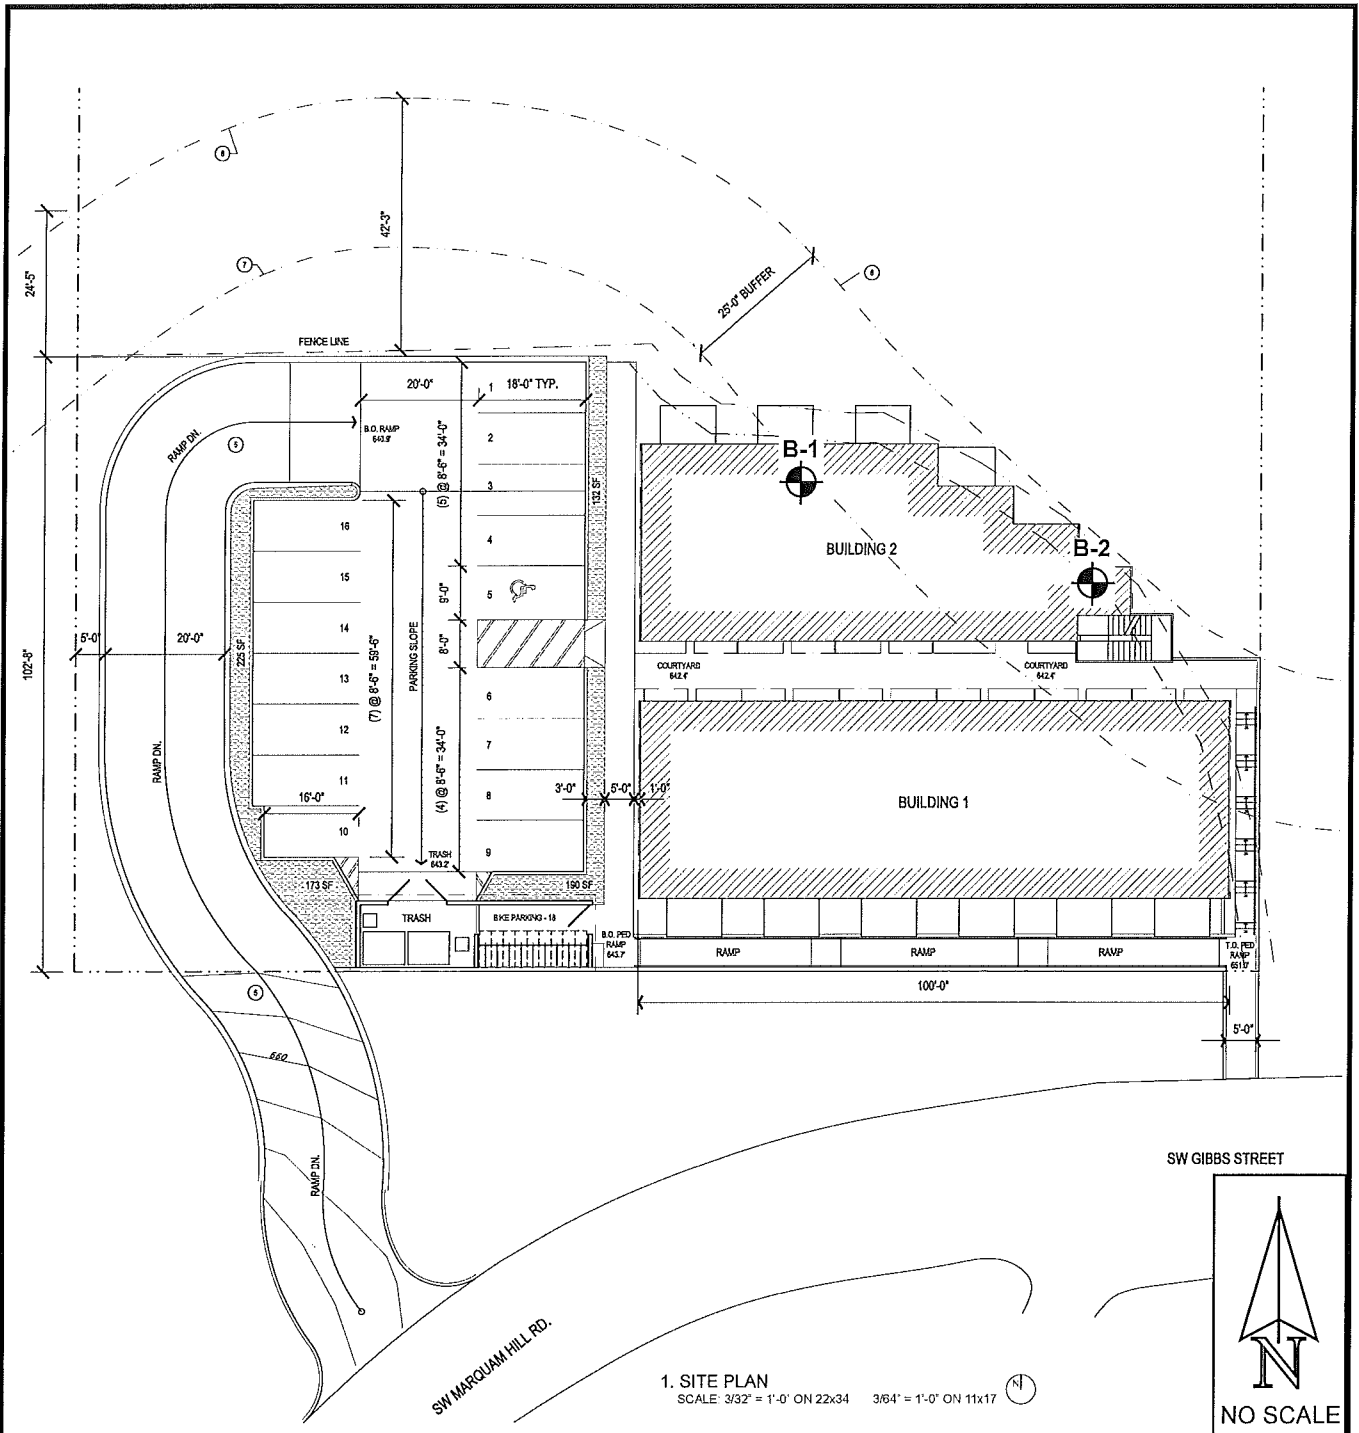 8
42'-3"
24'-5"
7
6
25'-0" BUFFER
FENCE LINE
20'-0"
18'-0" TYP.
1
B.O. RAMP
643.9'
RAMP DN.
5
2
(5) @ 8'-6" = 34'-0"
3
132 SF
B-1
16
4
BUILDING 2
B-2
15
9'-0"
5
14
5'-0"
20'-0"
225 SF
(7) @ 8'-6" = 59'-6"
PARKING SLOPE
8'-0"
COURTYARD
642.4'
COURTYARD
642.4'
102'-8"
13
6
12
7
RAMP DN.
(4) @ 8'-6" = 34'-0"
11
16'-0"
8
3'-0"
5'-0"
1'-0"
BUILDING 1
10
9
TRASH
643.2'
173 SF
190 SF
TRASH
BIKE PARKING - 18
B.O. PED
RAMP
643.7'
RAMP
RAMP
RAMP
T.O. PED
RAMP
651.0'
5
100'-0"
5'-0"
660
RAMP DN.
SW GIBBS STREET
SW MARQUAM HILL RD.
1. SITE PLAN
SCALE: 3/32" = 1'-0' ON 22x34 3/64" = 1'-0" ON 11x17
N
N
NO SCALE